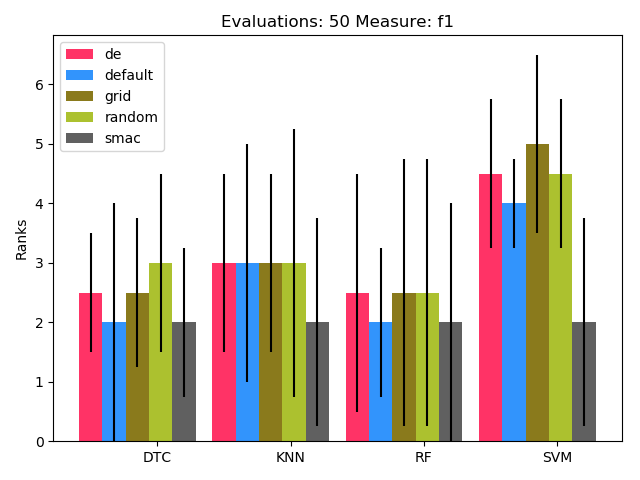 Evaluations: 50 Measure: f1
de
default
grid
random
smac
Ranks
6
5
4
3
2
1
0
DTC
KNN
RF
SVM